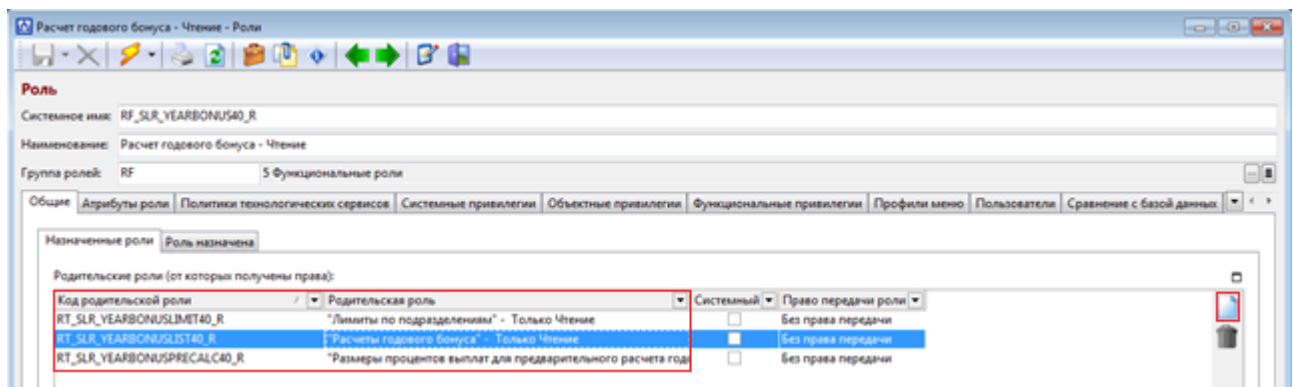 Расчет годового бонуса - Чтение - Роли
Роль
Системное имя: RF_SLR_YEARBONUS40_R
Наименование: Расчет годового бонуса - Чтение
Группа ролей: RF 5 Функциональные роли
Общие Атрибуты роли Политики технологических сервисов Системные привилегии Объектные привилегии Функциональные привилегии Профили меню Пользователи Сравнение с базой данных
Назначенные роли Роль назначена
Родительские роли (от которых получены права):
Код родительской роли Родительская роль Системный Право передачи роли
RT_SLR_YEARBONUSLIMIT40_R "Лимиты по подразделениям" - Только Чтение Без права передачи
RT_SLR_YEARBONUSLIST40_R "Расчеты годового бонуса" - Только Чтение Без права передачи
RT_SLR_YEARBONUSPRECALC40_R "Размеры процентов выплат для предварительного расчета годо Без права передачи